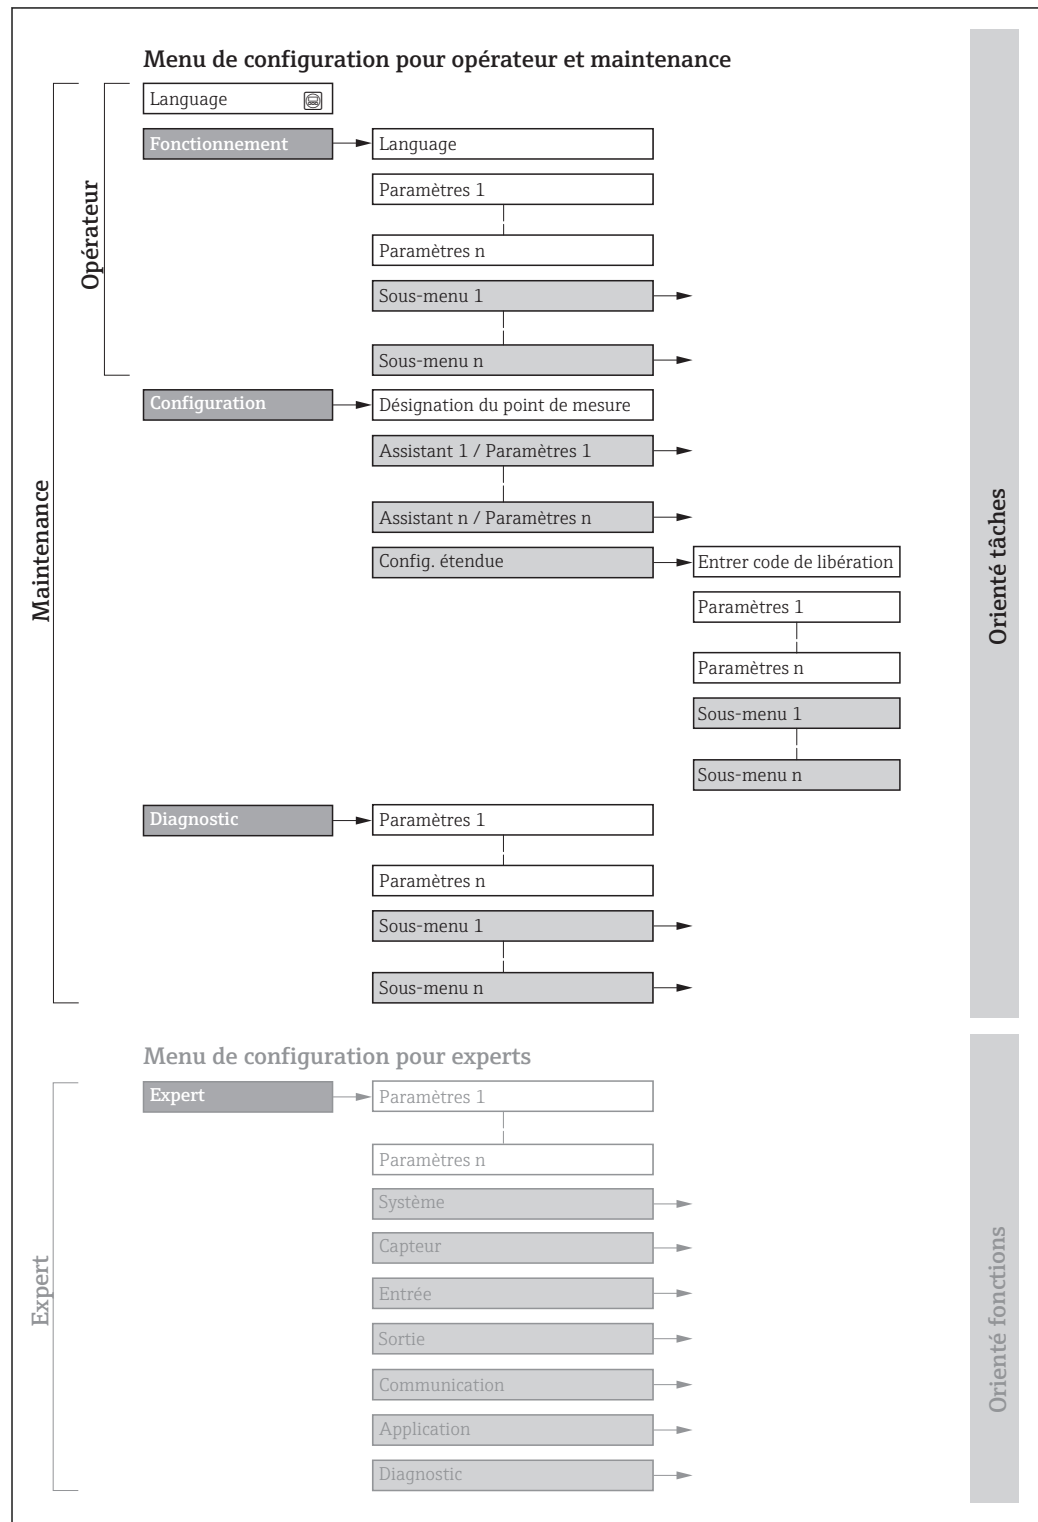 Menu de configuration pour opérateur et maintenance
Language
Fonctionnement
Language
Paramètres 1
Paramètres n
Sous-menu 1
Sous-menu n
Opérateur
Configuration
Désignation du point de mesure
Assistant 1 / Paramètres 1
Assistant n / Paramètres n
Config. étendue
Entrer code de libération
Paramètres 1
Paramètres n
Sous-menu 1
Sous-menu n
Diagnostic
Paramètres 1
Paramètres n
Sous-menu 1
Sous-menu n
Maintenance
Orienté tâches
Menu de configuration pour experts
Expert
Paramètres 1
Paramètres n
Système
Capteur
Entrée
Sortie
Communication
Application
Diagnostic
Expert
Orienté fonctions